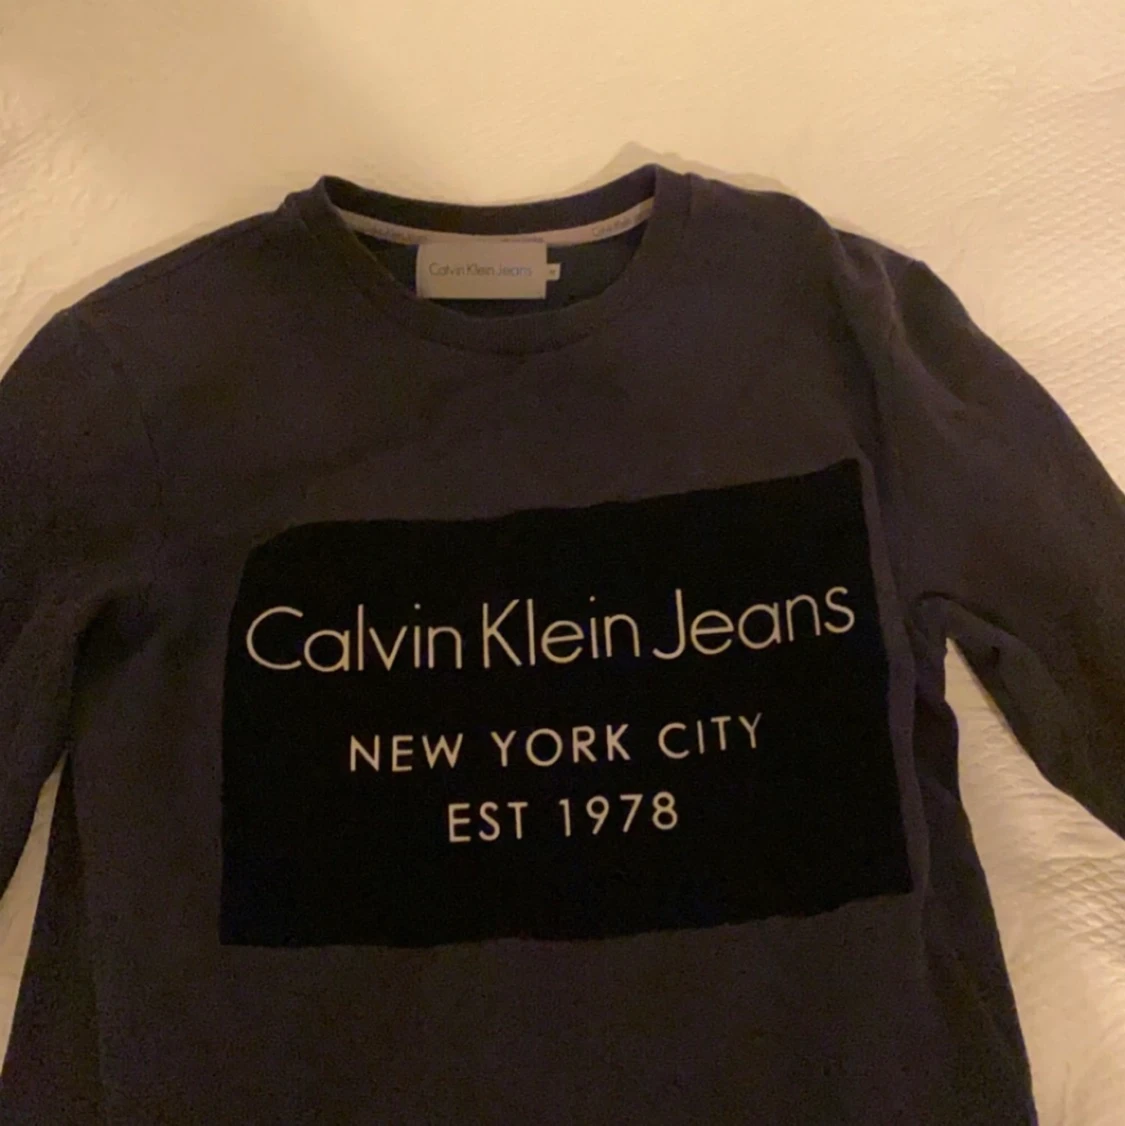 Calvin Klein Jeans
Calvin Klein Jeans
NEW YORK CITY
EST 1978